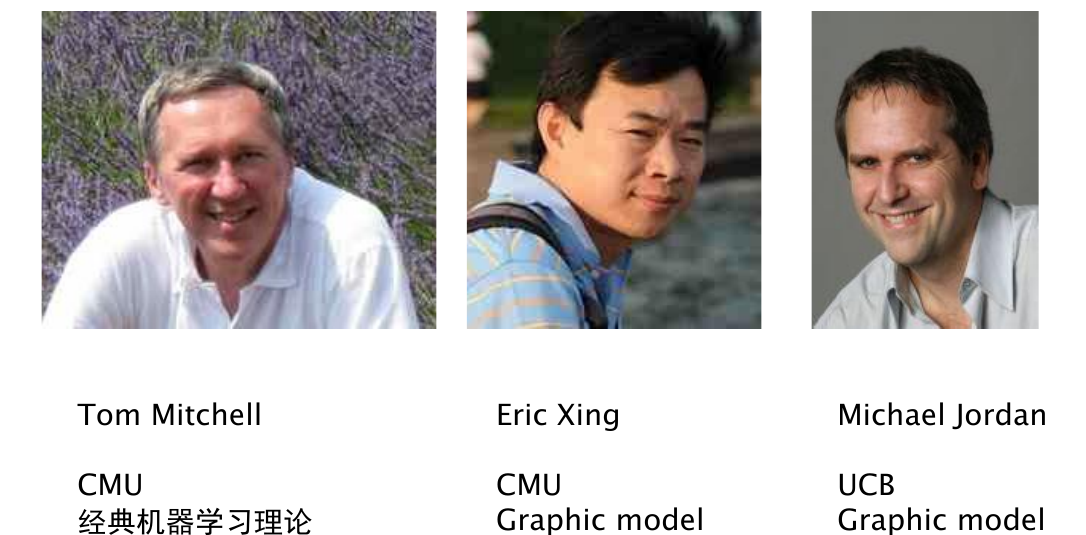 Tom Mitchell
CMU
经典机器学习理论
Eric Xing
CMU
Graphic model
Michael Jordan
UCB
Graphic model